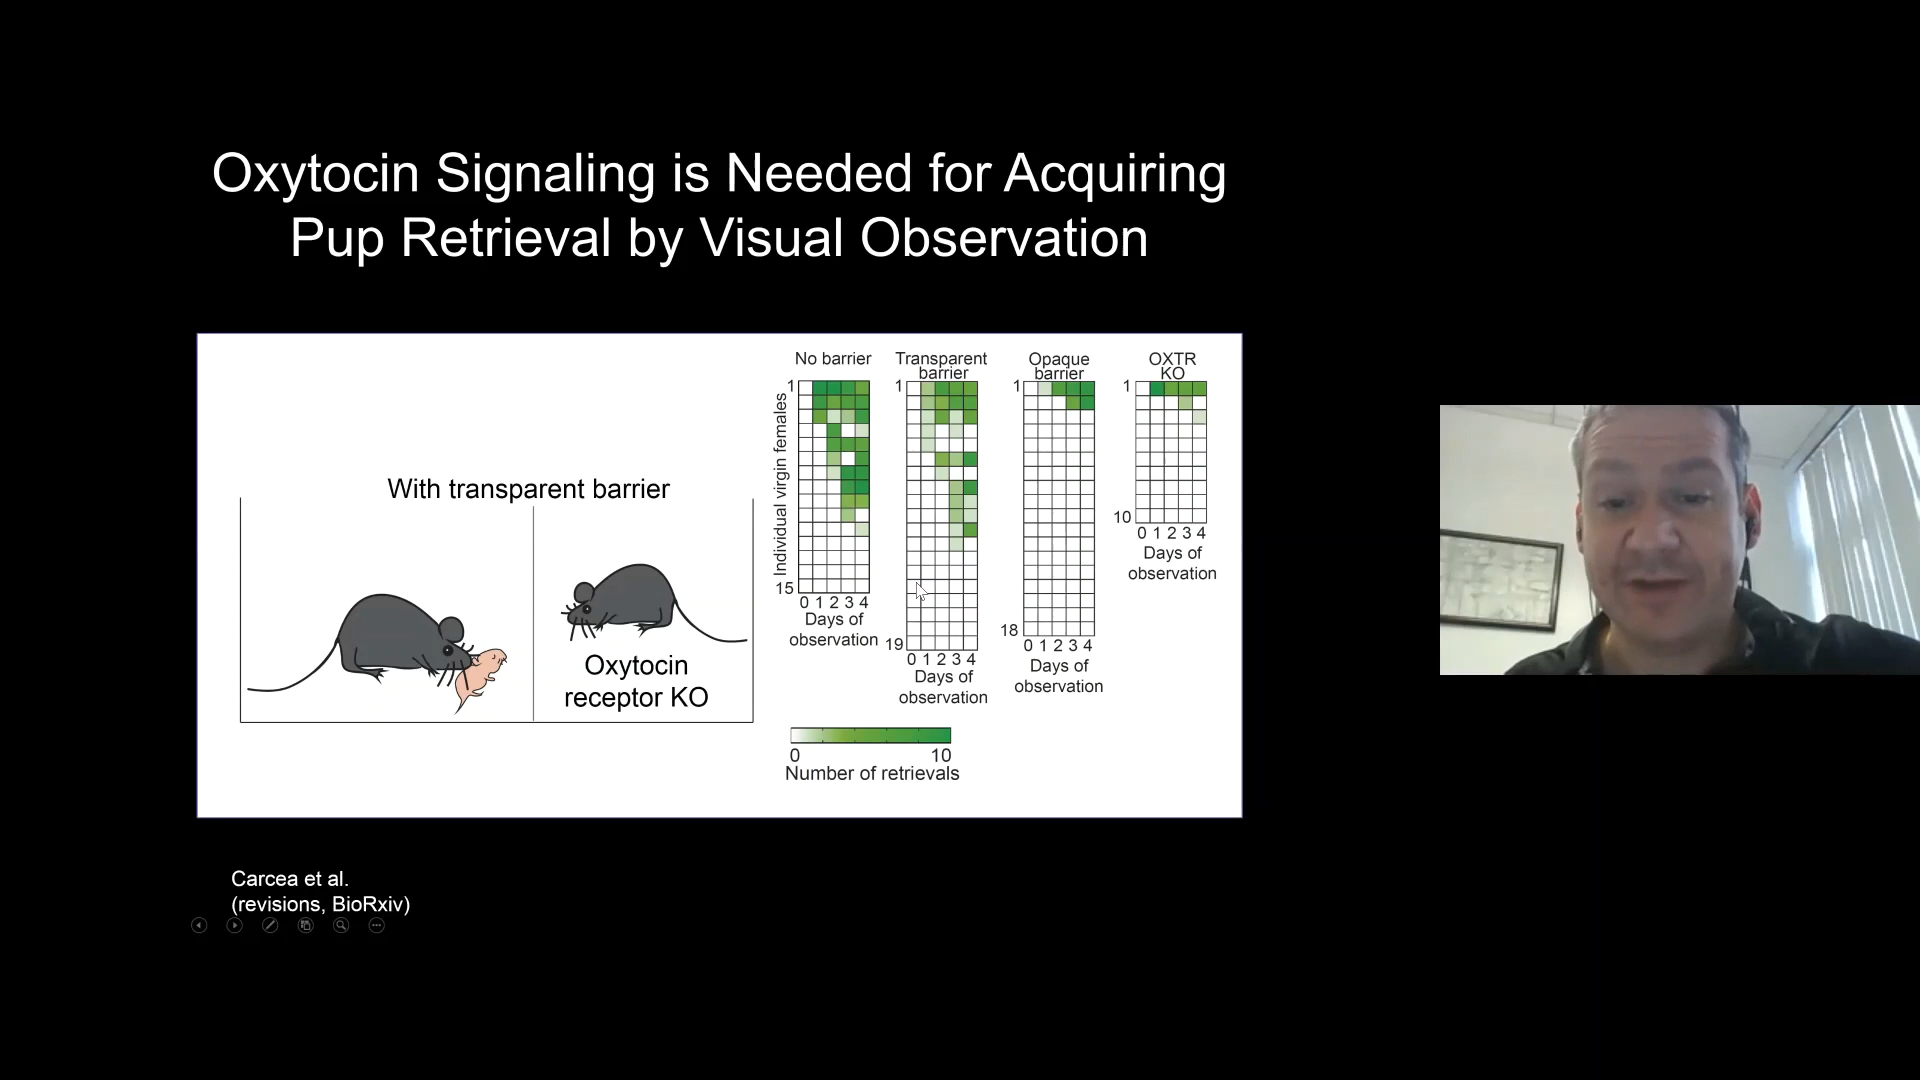 Oxytocin Signaling is Needed for Acquiring
Pup Retrieval by Visual Observation
With transparent barrier
Oxytocin
receptor KO
Individual virgin females
No barrier
1
15
0 1 2 3 4
Days of
observation
Transparent
barrier
1
19
0 1 2 3 4
Days of
observation
Opaque
barrier
1
18
0 1 2 3 4
Days of
observation
OXTR
KO
1
10
0 1 2 3 4
Days of
observation
0 10
Number of retrievals
Carcea et al.
(revisions, BioRxiv)